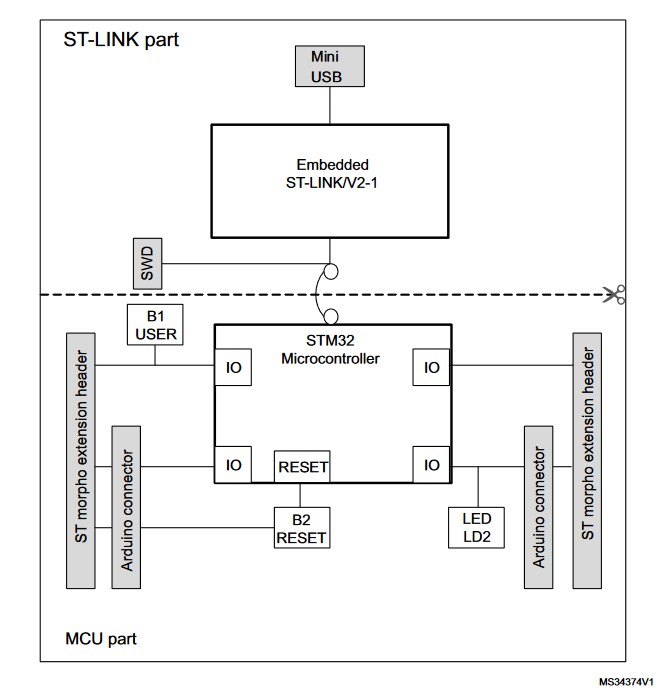 ST-LINK part
Mini
USB
Embedded
ST-LINK/V2-1
SWD
B1
USER
STM32
Microcontroller
IO
IO
ST morpho extension header
Arduino connector
IO
RESET
IO
B2
RESET
LED
LD2
Arduino connector
ST morpho extension header
MCU part
MS34374V1